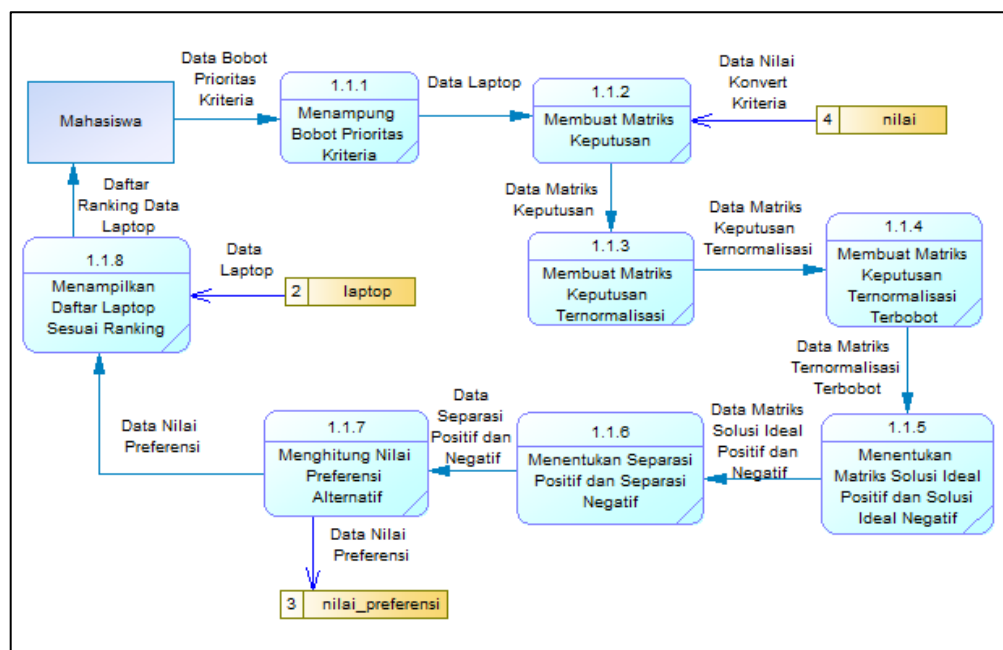 Mahasiswa
Data Bobot
Prioritas
Kriteria
1.1.1
Menampung
Bobot Prioritas
Kriteria
Data Laptop
1.1.2
Membuat Matriks
Keputusan
Data Nilai
Konvert
Kriteria
4
nilai
Data Matriks
Keputusan
1.1.3
Membuat Matriks
Keputusan
Ternormalisasi
Data Matriks
Keputusan
Ternormalisasi
1.1.4
Membuat Matriks
Keputusan
Ternormalisasi
Terbobot
Data Matriks
Ternormalisasi
Terbobot
1.1.5
Menentukan
Matriks Solusi Ideal
Positif dan Solusi
Ideal Negatif
Data Matriks
Solusi Ideal
Positif dan
Negatif
1.1.6
Menentukan Separasi
Positif dan Separasi
Negatif
Data
Separasi
Positif dan
Negatif
1.1.7
Menghitung Nilai
Preferensi
Alternatif
Data Nilai
Preferensi
3
nilai_preferensi
Data Nilai
Preferensi
1.1.8
Menampilkan
Daftar Laptop
Sesuai Ranking
Data
Laptop
2
laptop
Daftar
Ranking Data
Laptop